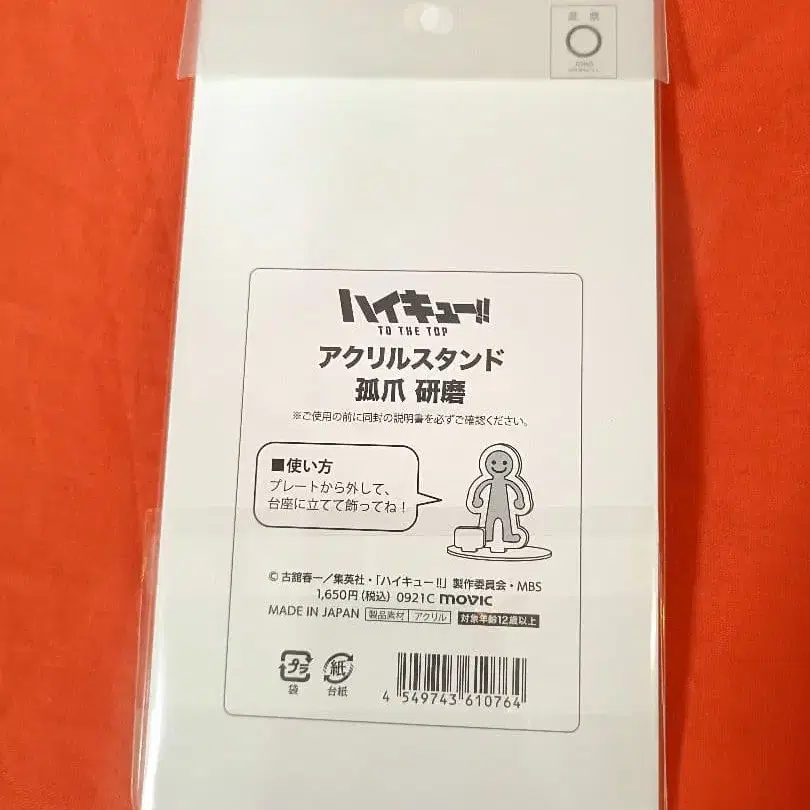 ハイキュー!!
TO THE TOP
アクリルスタンド
孤爪 研磨
※ご使用の前に同封の説明書を必ずご確認ください。
■使い方
プレートから外して、
台座に立てて飾ってね！
© 古舘春一／集英社・「ハイキュー!!」製作委員会・MBS
1,650円（税込） 0921C movic
MADE IN JAPAN 製品素材 アクリル 対象年齢12歳以上
プラ 紙
袋 台紙
4 549743 610764